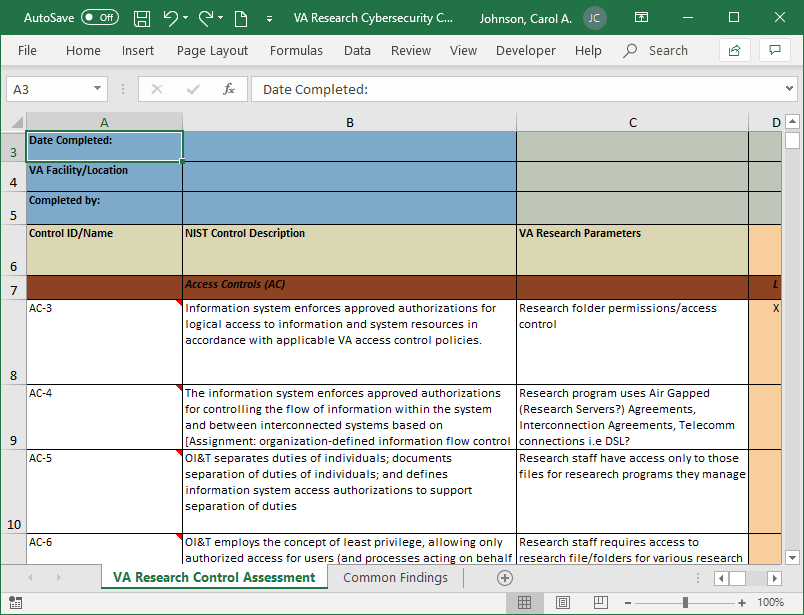 AutoSave Off VA Research Cybersecurity C... Johnson, Carol A. JC
File Home Insert Page Layout Formulas Data Review View Developer Help Search
A3 fx Date Completed:
A B C D
3 Date Completed:
4 VA Facility/Location
5 Completed by:
6 Control ID/Name NIST Control Description VA Research Parameters
7 Access Controls (AC) L
AC-3 Information system enforces approved authorizations for Research folder permissions/access X
logical access to information and system resources in control
accordance with applicable VA access control policies.
8
AC-4 The information system enforces approved authorizations Research program uses Air Gapped
for controlling the flow of information within the system (Research Servers?) Agreements,
and between interconnected systems based on Interconnection Agreements, Telecomm
9 [Assignment: organization-defined information flow control connections i.e DSL?
AC-5 OI&T separates duties of individuals; documents Research staff have access only to those
separation of duties of individuals; and defines files for researech programs they manage
information system access authorizations to support
separation of duties
10
AC-6 OI&T employs the concept of least privilege, allowing only Research staff requires access to
authorized access for users (and processes acting on behalf research file/folders for various research
VA Research Control Assessment Common Findings
100%